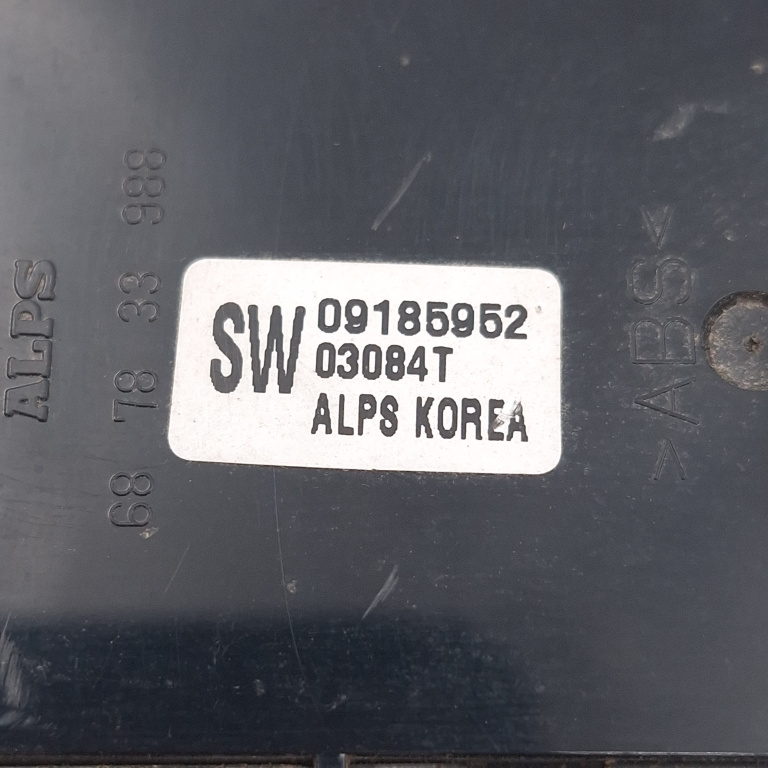 SW 09185952
03084T
ALPS KOREA
ALPS
68 78 33 988
>ABS<